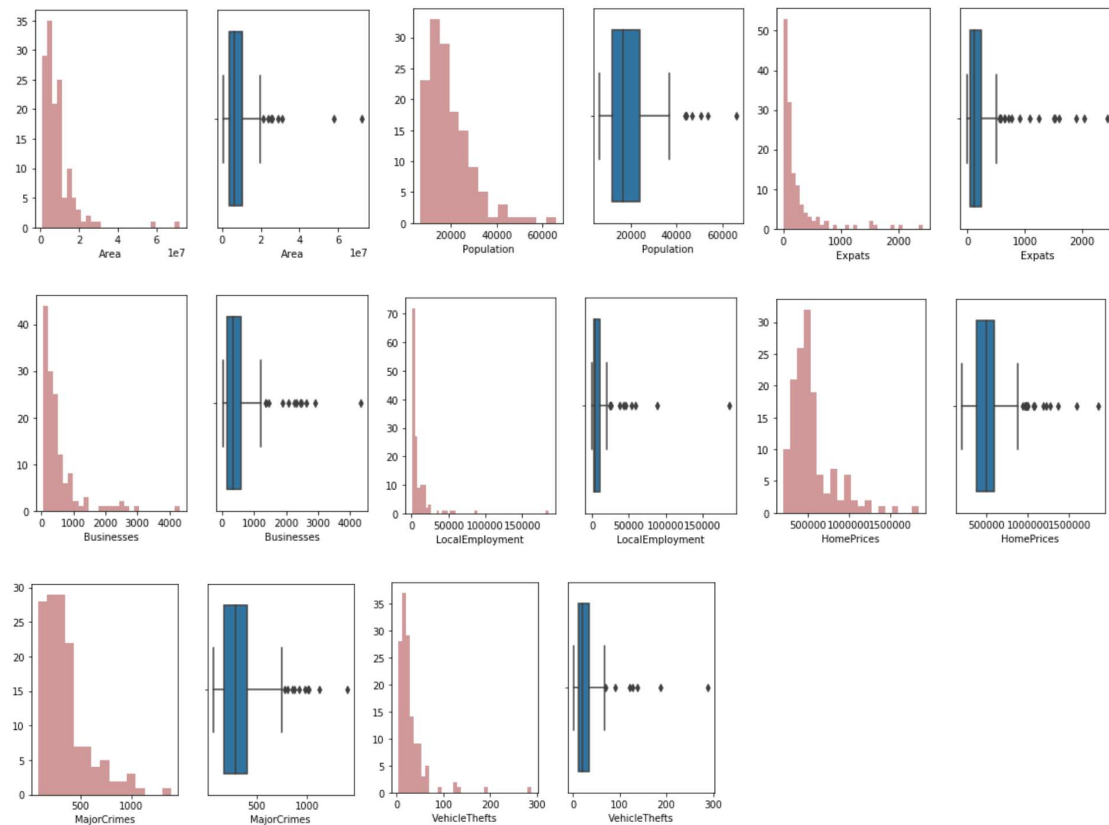 35
30
25
20
15
10
5
0
0 2 4 6
1e7
Area
0 2 4 6
1e7
Area
30
25
20
15
10
5
0
20000 40000 60000
Population
20000 40000 60000
Population
50
40
30
20
10
0
0 1000 2000
Expats
0 1000 2000
Expats
40
30
20
10
0
0 1000 2000 3000 4000
Businesses
0 1000 2000 3000 4000
Businesses
70
60
50
40
30
20
10
0
0 50000 100000 150000
LocalEmployment
0 50000 100000 150000
LocalEmployment
30
25
20
15
10
5
0
500000 1000000 1500000
HomePrices
500000 1000000 1500000
HomePrices
30
25
20
15
10
5
0
500 1000
MajorCrimes
500 1000
MajorCrimes
35
30
25
20
15
10
5
0
0 100 200 300
VehicleThefts
0 100 200 300
VehicleThefts